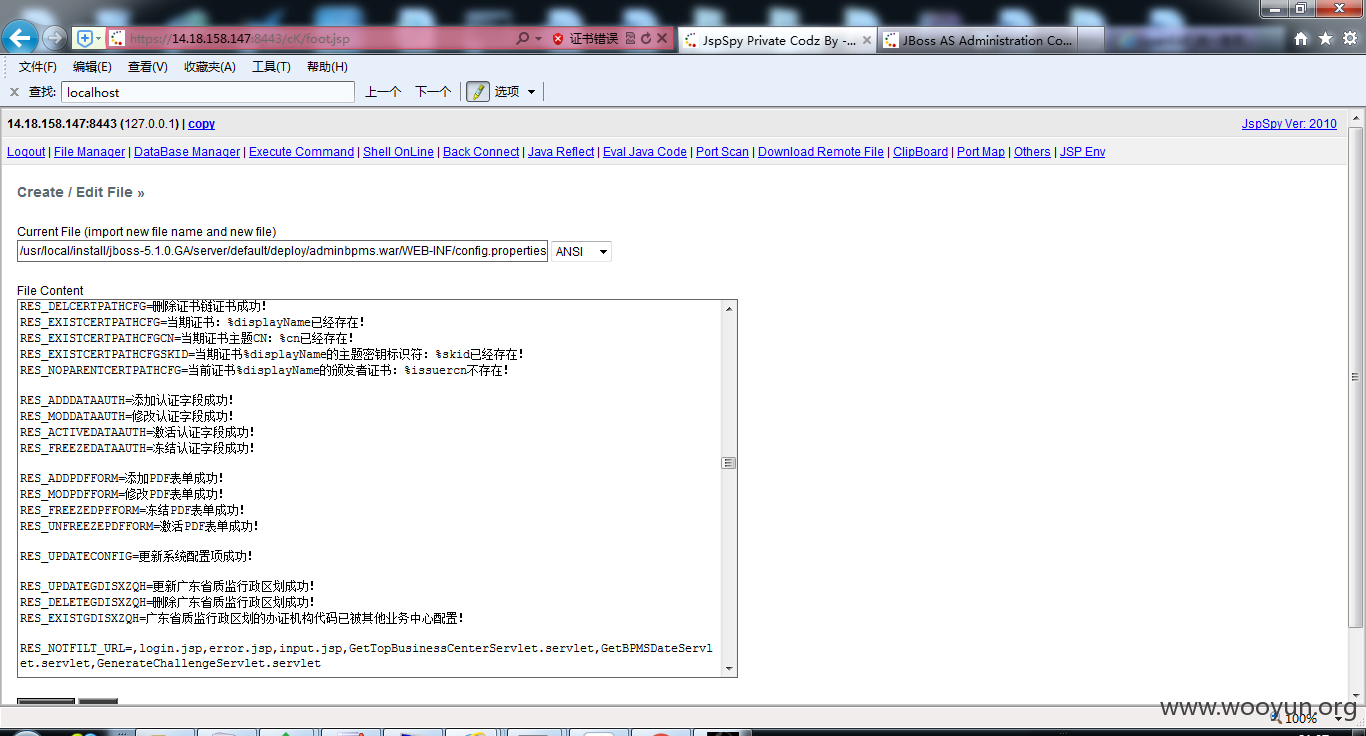 https://14.18.158.147:8443/cK/foot.jsp
证书错误
JspSpy Private Codz By -...
JBoss AS Administration Co...
文件(F) 编辑(E) 查看(V) 收藏夹(A) 工具(T) 帮助(H)
查找: localhost 上一个 下一个 选项
14.18.158.147:8443 (127.0.0.1) | copy
JspSpy Ver: 2010
Logout | File Manager | DataBase Manager | Execute Command | Shell OnLine | Back Connect | Java Reflect | Eval Java Code | Port Scan | Download Remote File | ClipBoard | Port Map | Others | JSP Env
Create / Edit File »
Current File (import new file name and new file)
/usr/local/install/jboss-5.1.0.GA/server/default/deploy/adminbpms.war/WEB-INF/config.properties ANSI
File Content
RES_DELCERTPATHCFG=删除证书链证书成功!
RES_EXISTCERTPATHCFG=当期证书: %displayName已经存在!
RES_EXISTCERTPATHCFGCN=当期证书主题CN: %cn已经存在!
RES_EXISTCERTPATHCFGSKID=当期证书%displayName的主题密钥标识符: %skid已经存在!
RES_NOPARENTCERTPATHCFG=当前证书%displayName的颁发者证书: %issuercn不存在!
RES_ADDDATAAUTH=添加认证字段成功!
RES_MODDATAAUTH=修改认证字段成功!
RES_ACTIVEDATAAUTH=激活认证字段成功!
RES_FREEZEDATAAUTH=冻结认证字段成功!
RES_ADDPDFFORM=添加PDF表单成功!
RES_MODPDFFORM=修改PDF表单成功!
RES_FREEZEDPFFORM=冻结PDF表单成功!
RES_UNFREEZEPDFFORM=激活PDF表单成功!
RES_UPDATECONFIG=更新系统配置项成功!
RES_UPDATEGDISXZQH=更新广东省质监行政区划成功!
RES_DELETEGDISXZQH=删除广东省质监行政区划成功!
RES_EXISTGDISXZQH=广东省质监行政区划的办证机构代码已被其他业务中心配置!
RES_NOTFILT_URL=,login.jsp,error.jsp,input.jsp,GetTopBusinessCenterServlet.servlet,GetBPMSDateServl
et.servlet,GenerateChallengeServlet.servlet
www.wooyun.org
100%